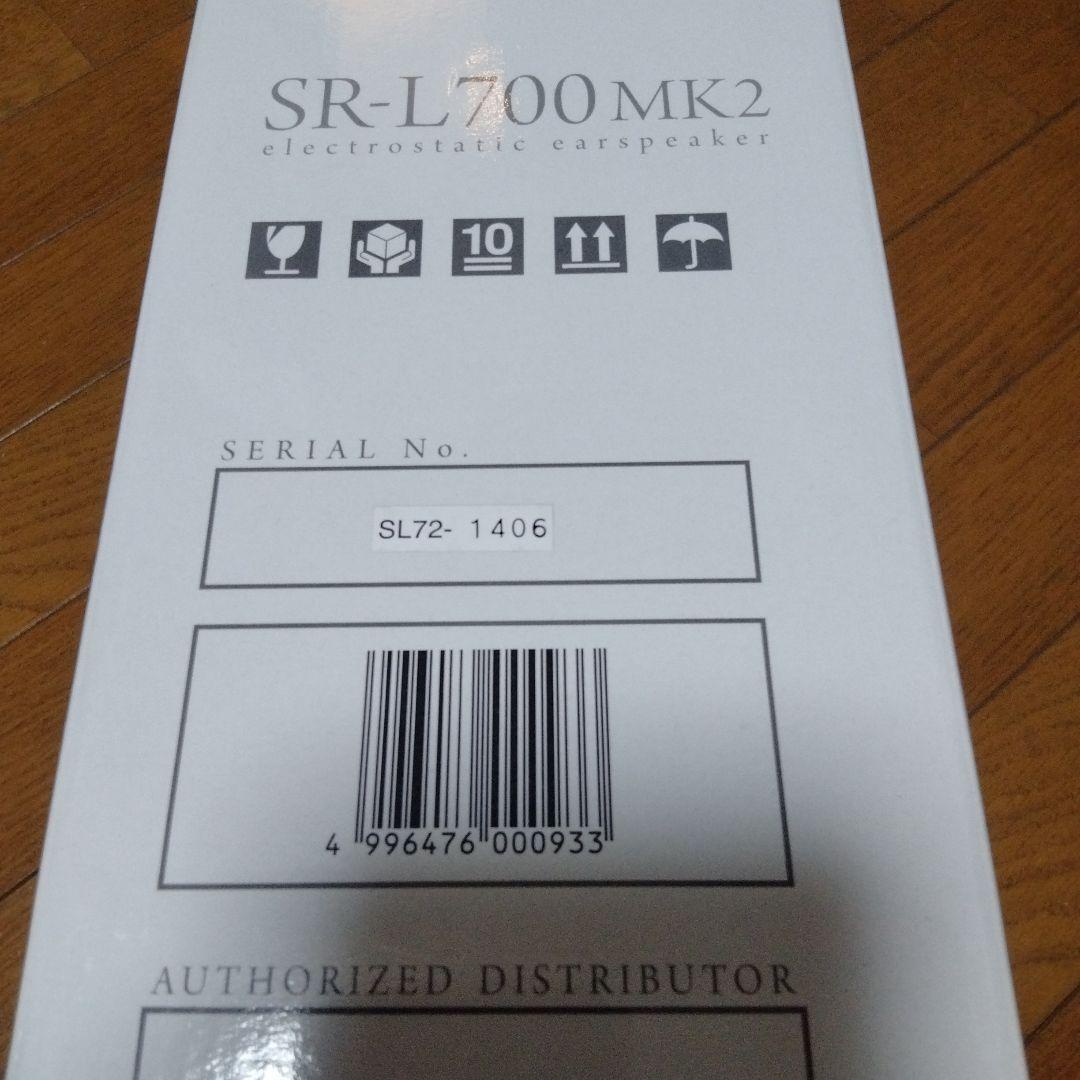 SR-L700 MK2
electrostatic earspeaker
10
SERIAL No.
SL72- 1406
4 996476 000933
AUTHORIZED DISTRIBUTOR